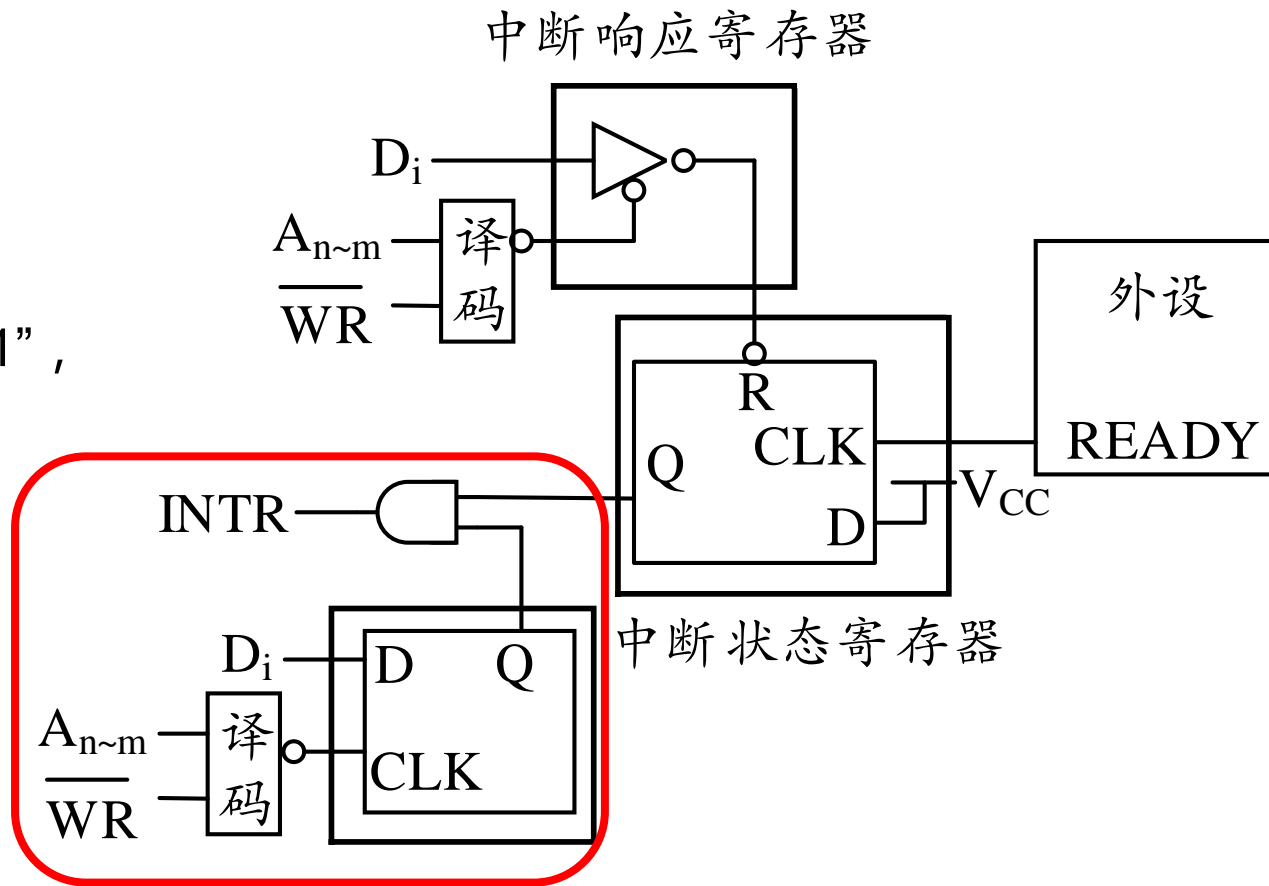 中断响应寄存器
Di
An~m
WR
译码
外设
READY
1”,
R
CLK
Q
D
VCC
INTR
中断状态寄存器
Di
D
Q
An~m
WR
译码
CLK